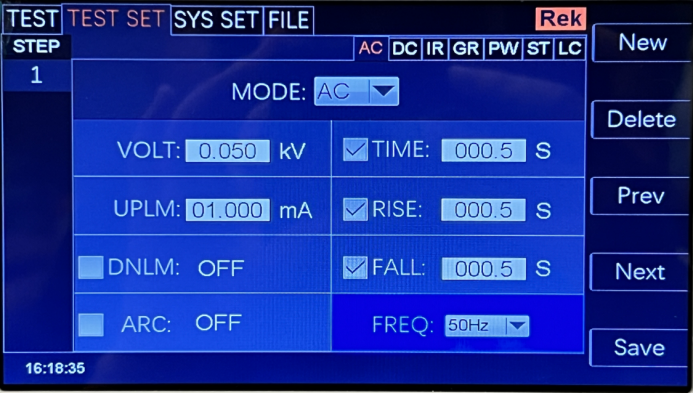 TEST TEST SET SYS SET FILE Rek
STEP AC DC IR GR PW ST LC New
1 MODE: AC
Delete
VOLT: 0.050 kV TIME: 000.5 S
UPLM: 01.000 mA RISE: 000.5 S Prev
DNLM: OFF FALL: 000.5 S Next
ARC: OFF FREQ: 50Hz
Save
16:18:35